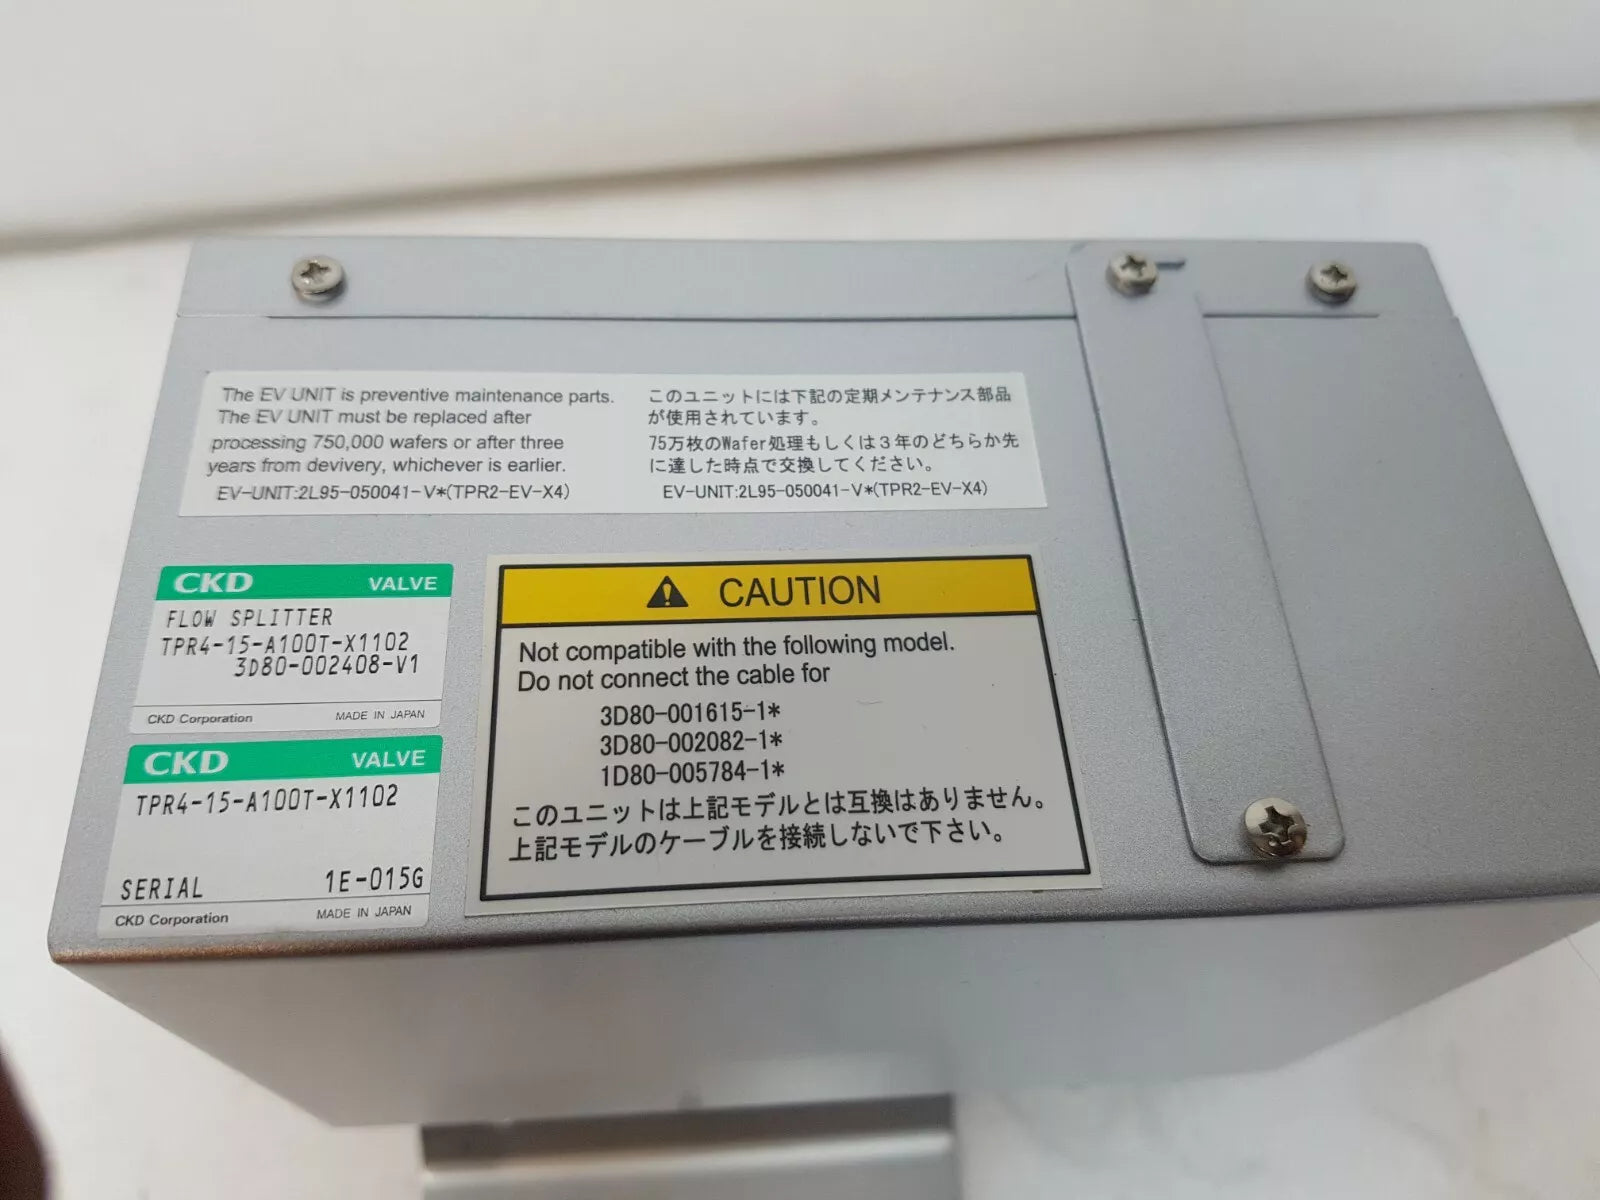 The EV UNIT is preventive maintenance parts.
The EV UNIT must be replaced after
processing 750,000 wafers or after three
years from devivery, whichever is earlier.
EV-UNIT:2L95-050041-V*(TPR2-EV-X4)
このユニットには下記の定期メンテナンス部品
が使用されています。
75万枚のWafer処理もしくは３年のどちらか先
に達した時点で交換してください。
EV-UNIT:2L95-050041-V*(TPR2-EV-X4)
CKD VALVE
FLOW SPLITTER
TPR4-15-A100T-X1102
3D80-002408-V1
CKD Corporation MADE IN JAPAN
CKD VALVE
TPR4-15-A100T-X1102
SERIAL 1E-015G
CKD Corporation MADE IN JAPAN
CAUTION
Not compatible with the following model.
Do not connect the cable for
3D80-001615-1*
3D80-002082-1*
1D80-005784-1*
このユニットは上記モデルとは互換はありません。
上記モデルのケーブルを接続しないで下さい。